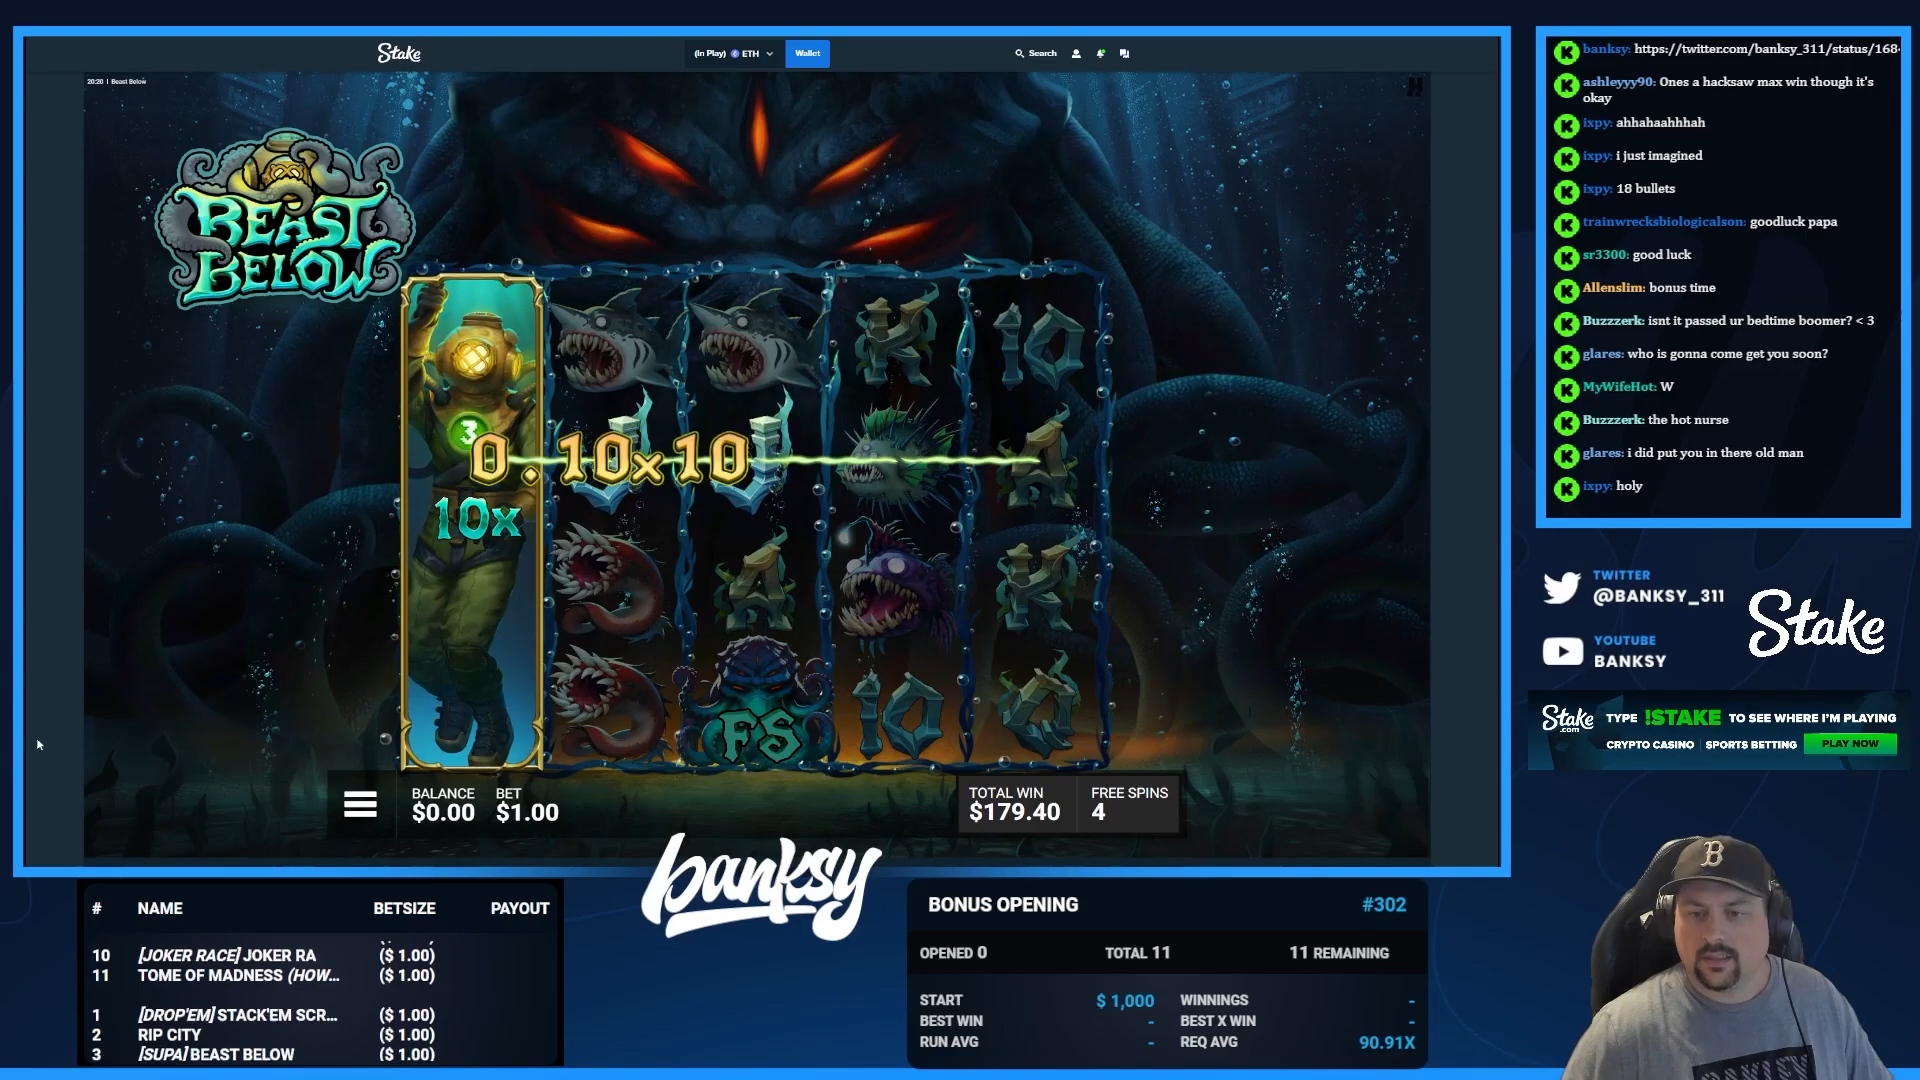 Stake
(In Play) ETH
Wallet
Search
20:20 | Beast Below
BEAST
BELOW
K
10
3
0.10x10
J
J
A
10x
A
K
FS
10
Q
BALANCE
$0.00
BET
$1.00
TOTAL WIN
$179.40
FREE SPINS
4
banksy: https://twitter.com/banksy_311/status/168
ashleyyy90: Ones a hacksaw max win though it's
okay
ixpy: ahhahaahhhah
ixpy: i just imagined
ixpy: 18 bullets
trainwrecksbiologicalson: goodluck papa
sr3300: good luck
Allenslim: bonus time
Buzzzerk: isnt it passed ur bedtime boomer? < 3
glares: who is gonna come get you soon?
MyWifeHot: W
Buzzzerk: the hot nurse
glares: i did put you in there old man
ixpy: holy
TWITTER
@BANKSY_311
YOUTUBE
BANKSY
Stake
Stake
.com
TYPE !STAKE TO SEE WHERE I'M PLAYING
CRYPTO CASINO | SPORTS BETTING
PLAY NOW
banksy
# NAME BETSIZE PAYOUT
10 [JOKER RACE] JOKER RA ($ 1.00)
11 TOME OF MADNESS (HOW... ($ 1.00)
1 [DROP'EM] STACK'EM SCR... ($ 1.00)
2 RIP CITY ($ 1.00)
3 [SUPA] BEAST BELOW ($ 1.00)
BONUS OPENING #302
OPENED 0 TOTAL 11 11 REMAINING
START $ 1,000 WINNINGS -
BEST WIN - BEST X WIN -
RUN AVG - REQ AVG 90.91X
B
OAKLEY